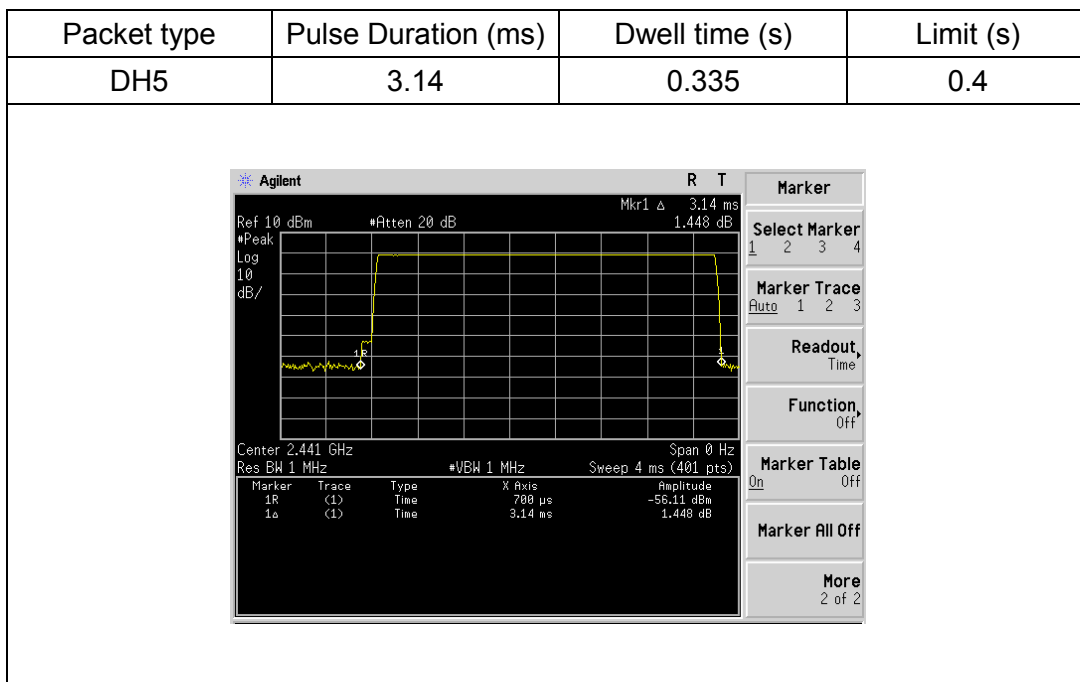 Packet type Pulse Duration (ms) Dwell time (s) Limit (s)
DH5 3.14 0.335 0.4
Agilent R T
Mkr1 Δ 3.14 ms
Ref 10 dBm #Atten 20 dB 1.448 dB
#Peak
Log
10
dB/
1R
1
Center 2.441 GHz Span 0 Hz
Res BW 1 MHz #VBW 1 MHz Sweep 4 ms (401 pts)
Marker Trace Type X Axis Amplitude
1R (1) Time 700 µs -56.11 dBm
1Δ (1) Time 3.14 ms 1.448 dB
Marker
Select Marker
1 2 3 4
Marker Trace
Auto 1 2 3
Readout
Time
Function
Off
Marker Table
On Off
Marker All Off
More
2 of 2